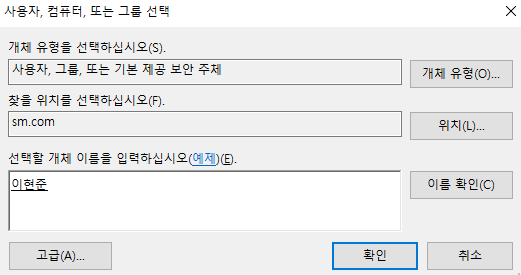 사용자, 컴퓨터, 또는 그룹 선택
개체 유형을 선택하십시오(S).
사용자, 그룹, 또는 기본 제공 보안 주체
개체 유형(O)...
찾을 위치를 선택하십시오(F).
sm.com
위치(L)...
선택할 개체 이름을 입력하십시오(예제)(E).
이현준
이름 확인(C)
고급(A)...
확인
취소